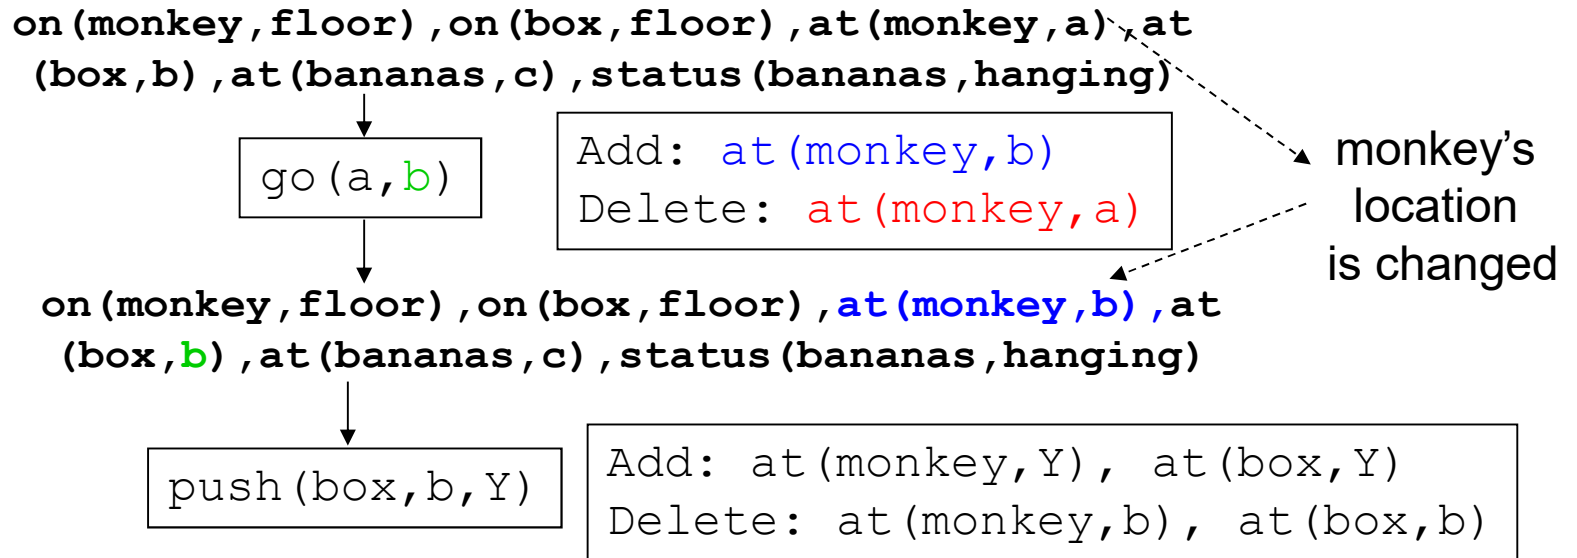 on(monkey,floor),on(box,floor),at(monkey,a),at
(box,b),at(bananas,c),status(bananas,hanging)
go(a,b)
Add: at(monkey,b)
Delete: at(monkey,a)
monkey’s
location
is changed
on(monkey,floor),on(box,floor),at(monkey,b),at
(box,b),at(bananas,c),status(bananas,hanging)
push(box,b,Y)
Add: at(monkey,Y), at(box,Y)
Delete: at(monkey,b), at(box,b)